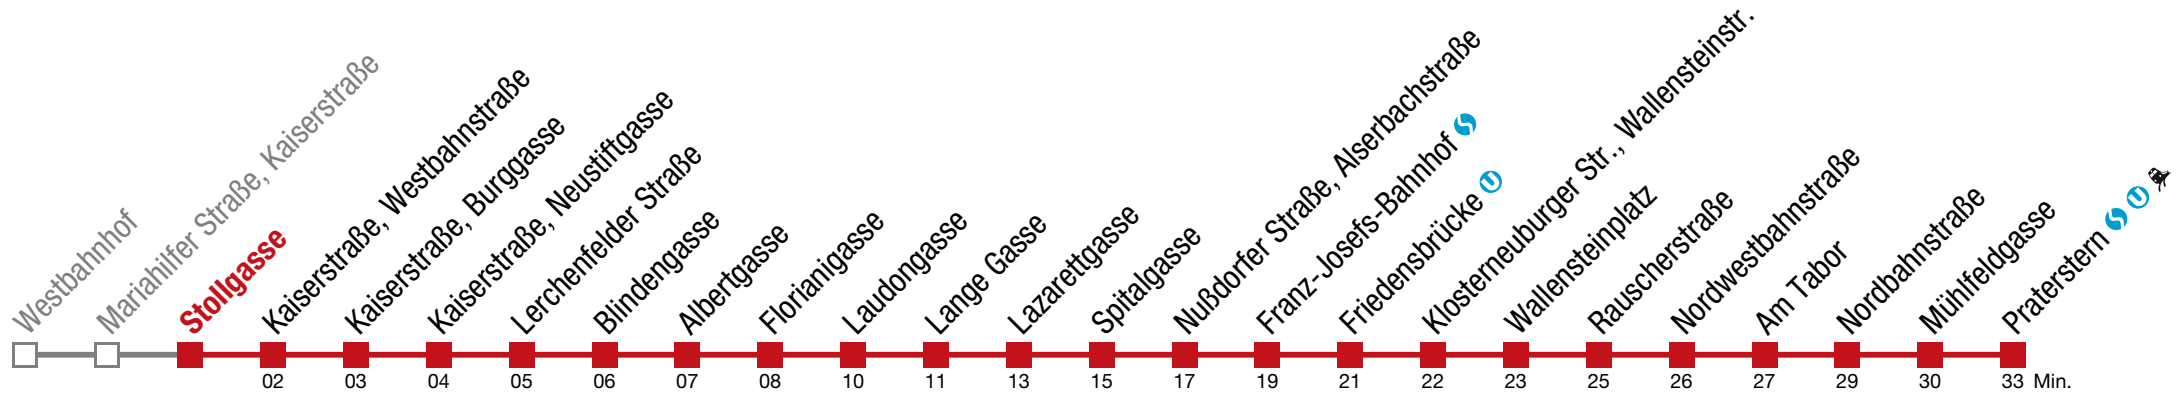 Westbahnhof
Mariahilfer Straße, Kaiserstraße
Stollgasse
Kaiserstraße, Westbahnstraße
Kaiserstraße, Burggasse
Kaiserstraße, Neustiftgasse
Lerchenfelder Straße
Blindengasse
Albertgasse
Florianigasse
Laudongasse
Lange Gasse
Lazarettgasse
Spitalgasse
Nußdorfer Straße, Alserbachstraße
Franz-Josefs-Bahnhof S
Friedensbrücke U
Klosterneuburger Str., Wallensteinstr.
Wallensteinplatz
Rauscherstraße
Nordwestbahnstraße
Am Tabor
Nordbahnstraße
Mühlfeldgasse
Praterstern S U
02 03 04 05 06 07 08 10 11 13 15 17 19 21 22 23 25 26 27 29 30 33 Min.